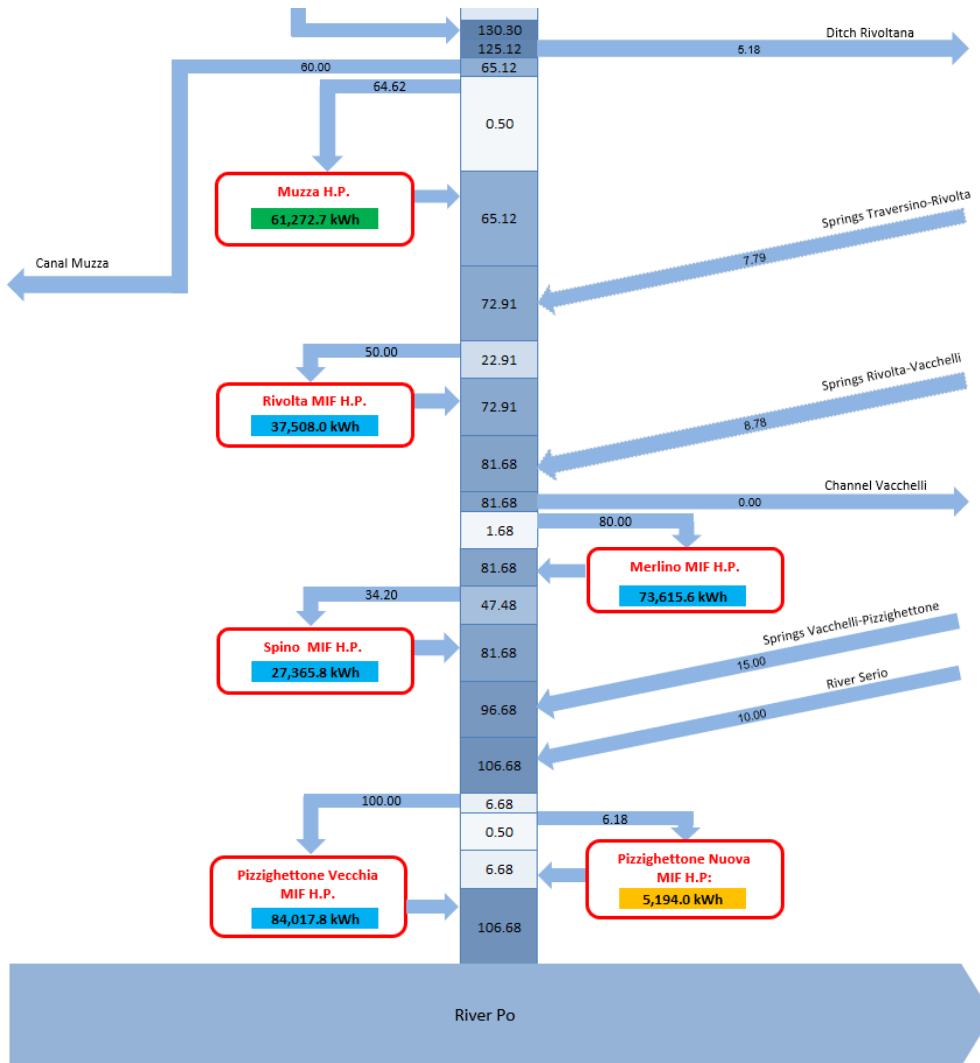 130.30
Ditch Rivoltana
125.12
5.18
60.00
65.12
64.62
0.50
Muzza H.P.
61,272.7 kWh
65.12
Springs Traversino-Rivolta
7.79
Canal Muzza
72.91
50.00
22.91
Rivolta MIF H.P.
37,508.0 kWh
72.91
Springs Rivolta-Vacchelli
8.78
81.68
Channel Vacchelli
81.68
0.00
80.00
1.68
Merlino MIF H.P.
73,615.6 kWh
81.68
34.20
47.48
Spino MIF H.P.
27,365.8 kWh
81.68
Springs Vacchelli-Pizzighettone
15.00
River Serio
96.68
10.00
106.68
100.00
6.68
6.18
0.50
Pizzighettone Vecchia
MIF H.P.
84,017.8 kWh
6.68
Pizzighettone Nuova
MIF H.P:
5,194.0 kWh
106.68
River Po